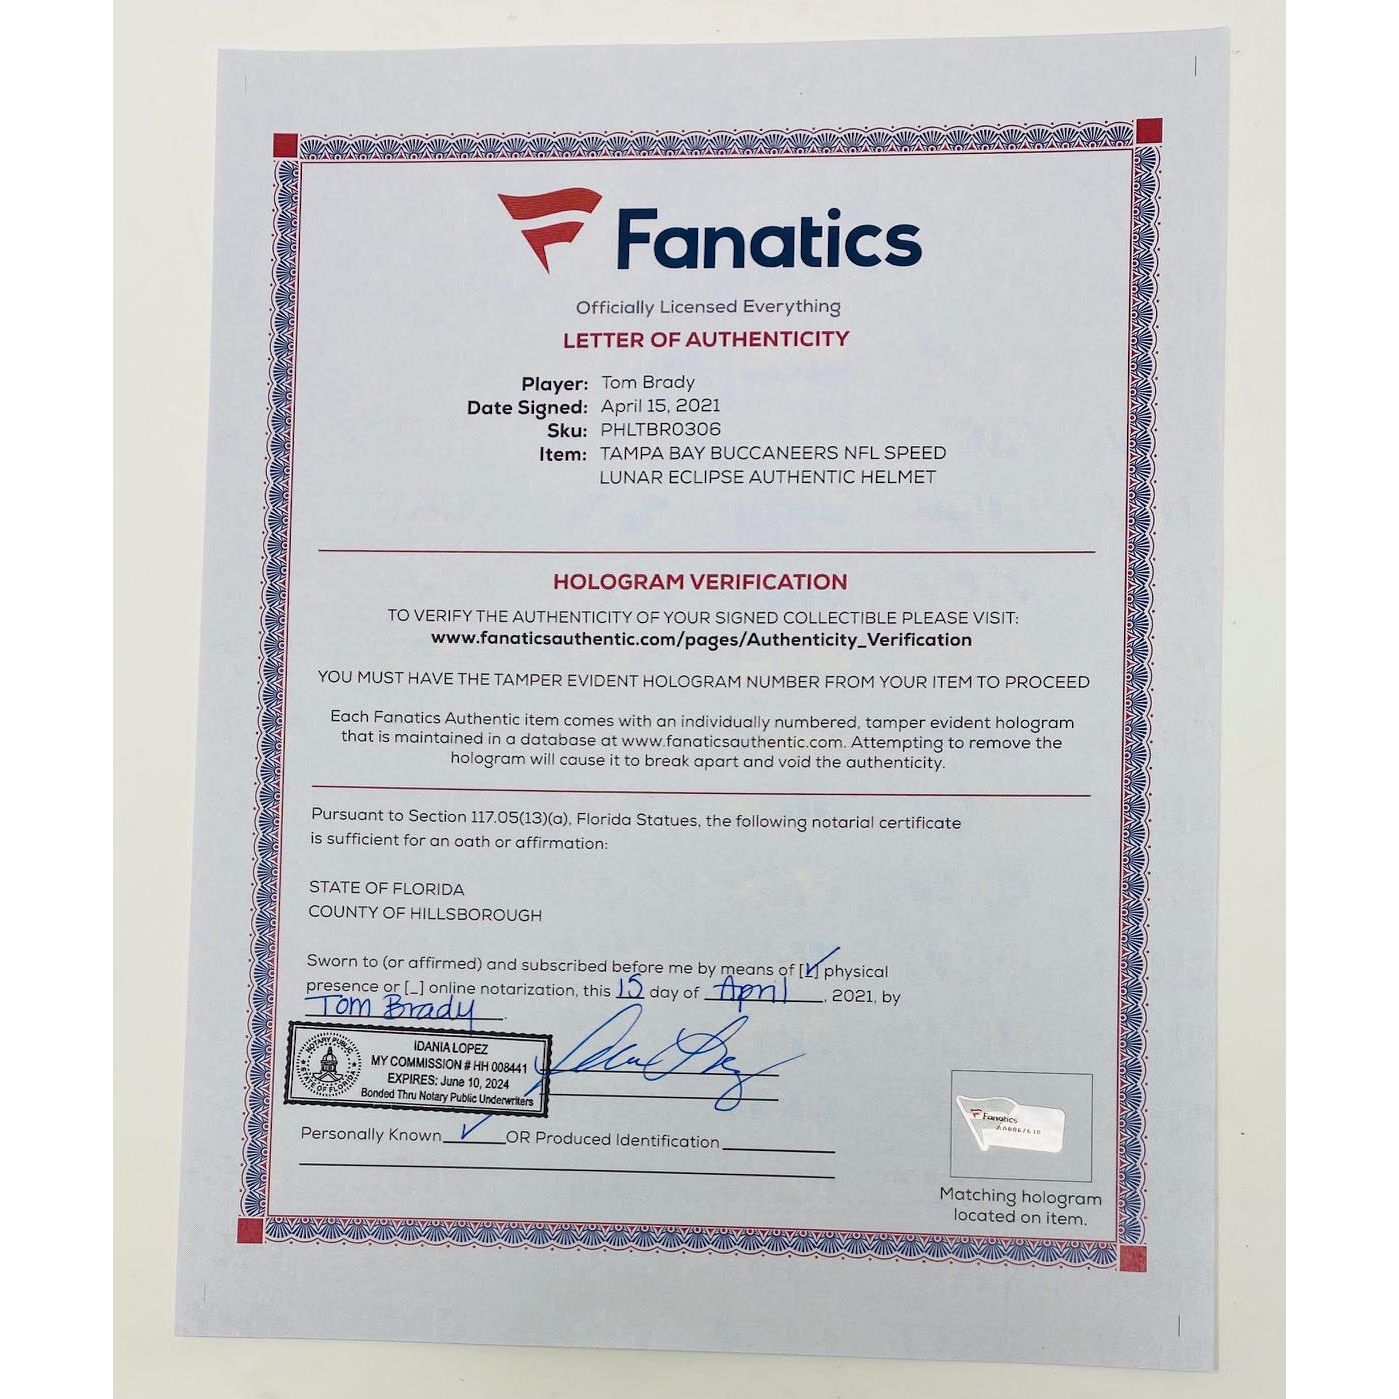 Fanatics
Officially Licensed Everything
LETTER OF AUTHENTICITY
Player: Tom Brady
Date Signed: April 15, 2021
Sku: PHLTBR0306
Item: TAMPA BAY BUCCANEERS NFL SPEED
LUNAR ECLIPSE AUTHENTIC HELMET
HOLOGRAM VERIFICATION
TO VERIFY THE AUTHENTICITY OF YOUR SIGNED COLLECTIBLE PLEASE VISIT:
www.fanaticsauthentic.com/pages/Authenticity_Verification
YOU MUST HAVE THE TAMPER EVIDENT HOLOGRAM NUMBER FROM YOUR ITEM TO PROCEED
Each Fanatics Authentic item comes with an individually numbered, tamper evident hologram
that is maintained in a database at www.fanaticsauthentic.com. Attempting to remove the
hologram will cause it to break apart and void the authenticity.
Pursuant to Section 117.05(13)(a), Florida Statues, the following notarial certificate
is sufficient for an oath or affirmation:
STATE OF FLORIDA
COUNTY OF HILLSBOROUGH
Sworn to (or affirmed) and subscribed before me by means of [✓] physical
presence or [_] online notarization, this 15 day of April, 2021, by
Tom Brady.
NOTARY PUBLIC
STATE OF FLORIDA
IDANIA LOPEZ
MY COMMISSION # HH 008441
EXPIRES: June 10, 2024
Bonded Thru Notary Public Underwriters
Personally Known ✓ OR Produced Identification
Fanatics
Matching hologram
located on item.